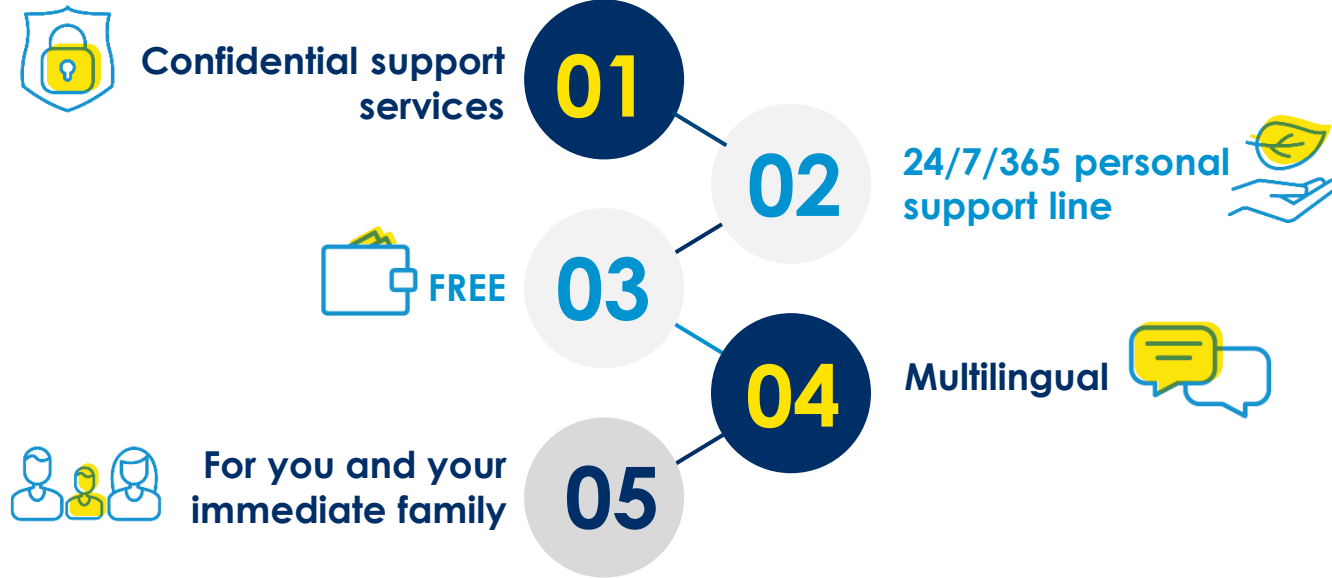 Confidential support
services
01
02
24/7/365 personal
support line
FREE
03
04
Multilingual
For you and your
immediate family
05